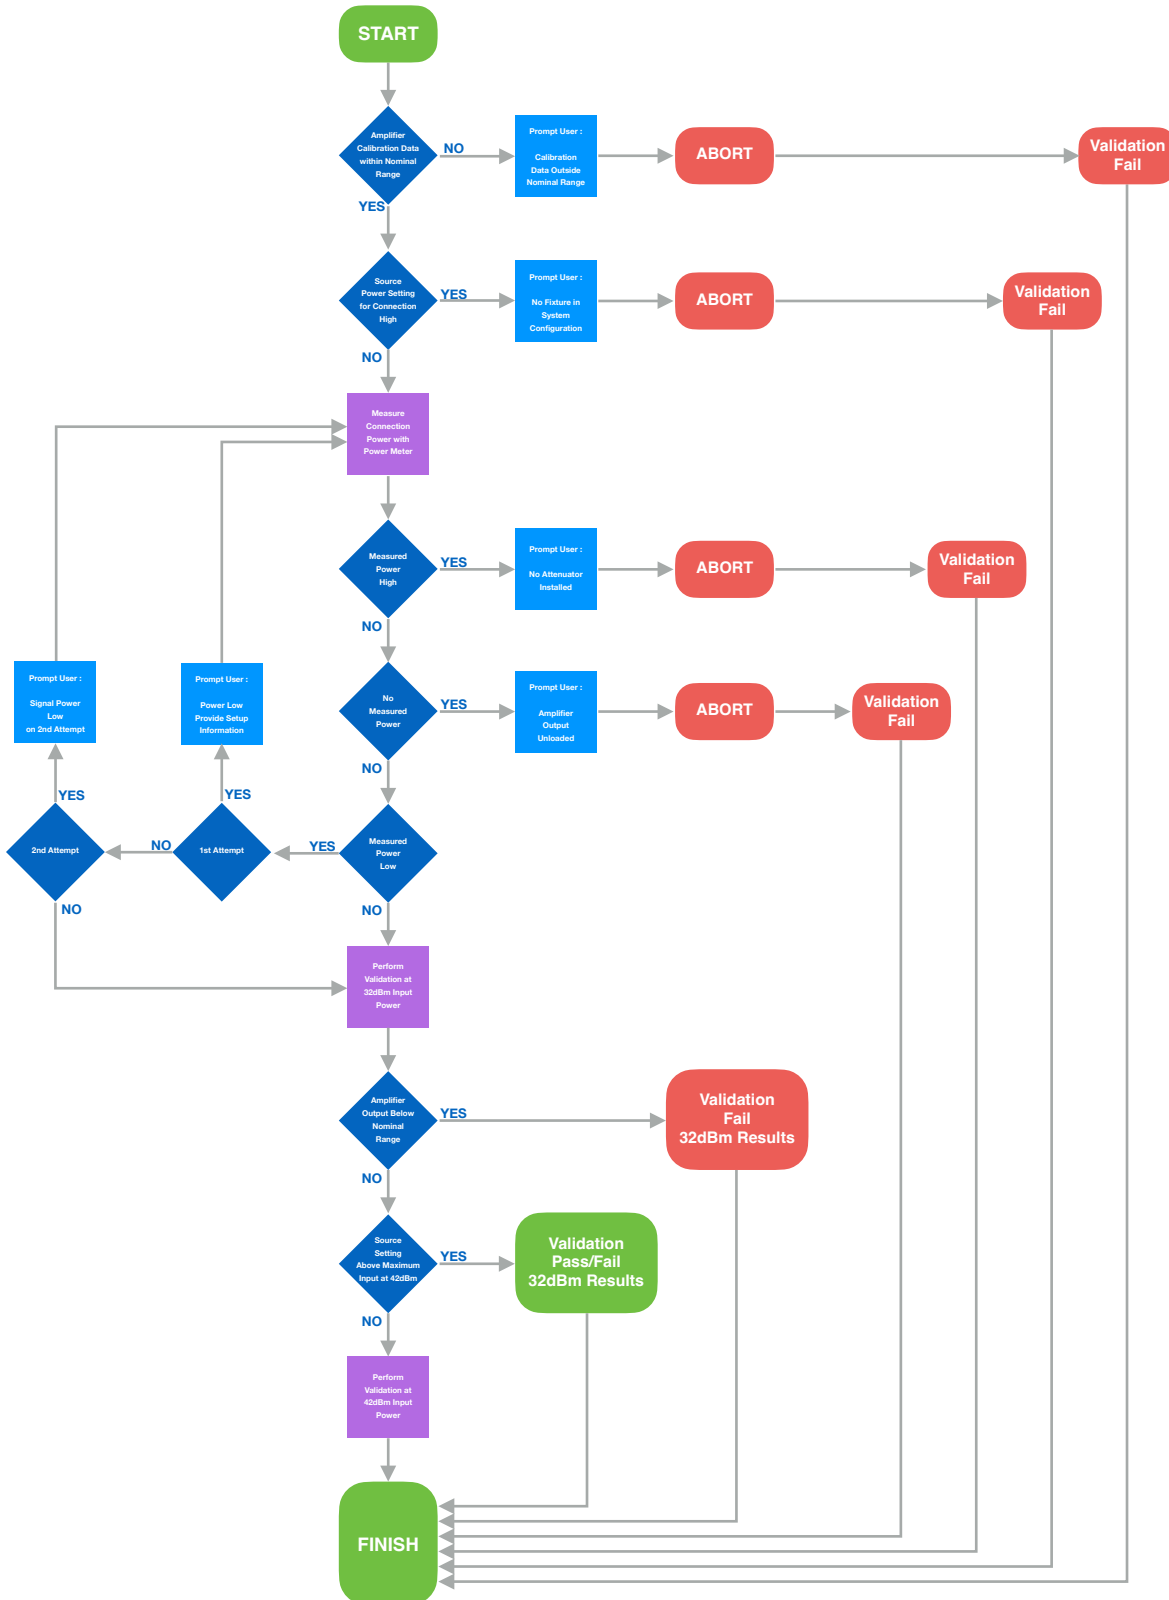 START
Amplifier
Calibration Data
within Nominal
Range
NO
Prompt User :
Calibration
Data Outside
Nominal Range
ABORT
Validation
Fail
YES
Source
Power Setting
for Connection
High
YES
Prompt User :
No Fixture in
System
Configuration
ABORT
Validation
Fail
NO
Measure
Connection
Power with
Power Meter
Measured
Power
High
YES
Prompt User :
No Attenuator
Installed
ABORT
Validation
Fail
NO
Prompt User :
Signal Power
Low
on 2nd Attempt
Prompt User :
Power Low
Provide Setup
Information
No
Measured
Power
YES
Prompt User :
Amplifier
Output
Unloaded
ABORT
Validation
Fail
NO
YES
YES
2nd Attempt
NO
1st Attempt
YES
Measured
Power
Low
NO
NO
Perform
Validation at
32dBm Input
Power
Amplifier
Output Below
Nominal
Range
YES
Validation
Fail
32dBm Results
NO
Source
Setting
Above Maximum
Input at 42dBm
YES
Validation
Pass/Fail
32dBm Results
NO
Perform
Validation at
42dBm Input
Power
FINISH